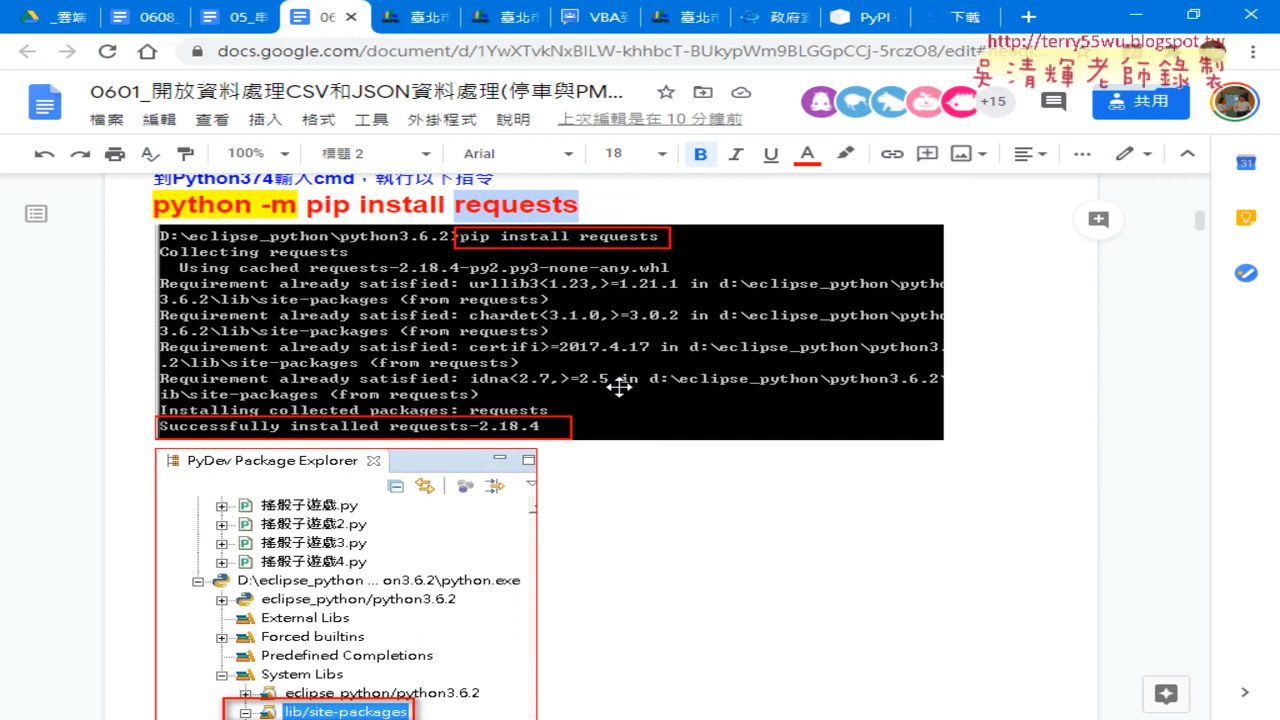 _雲端
0608_
05_串
06
臺北市
臺北市
VBA到
臺北市
政府資
PyPI
下載
docs.google.com/document/d/1YwXTvkNxBILW-khhbcT-BUkypWm9BLGGpCCj-5rczO8/edit#
http://terry55wu.blogspot.tw
吳清輝老師錄製
0601_開放資料處理CSV和JSON資料處理(停車與PM...
+15
共用
檔案 編輯 查看 插入 格式 工具 外掛程式 說明 上次編輯是在 10 分鐘前
100% 標題 2 Arial 18 B I U A
31
到Python374輸入cmd，執行以下指令
python -m pip install requests
D:\eclipse_python\python3.6.2>pip install requests
Collecting requests
Using cached requests-2.18.4-py2.py3-none-any.whl
Requirement already satisfied: urllib3<1.23,>=1.21.1 in d:\eclipse_python\pytho
3.6.2\lib\site-packages (from requests)
Requirement already satisfied: chardet<3.1.0,>=3.0.2 in d:\eclipse_python\pytho
3.6.2\lib\site-packages (from requests)
Requirement already satisfied: certifi>=2017.4.17 in d:\eclipse_python\python3.
.2\lib\site-packages (from requests)
Requirement already satisfied: idna<2.7,>=2.5 in d:\eclipse_python\python3.6.2\
ib\site-packages (from requests)
Installing collected packages: requests
Successfully installed requests-2.18.4
PyDev Package Explorer
搖骰子遊戲.py
搖骰子遊戲2.py
搖骰子遊戲3.py
搖骰子遊戲4.py
D:\eclipse_python ... on3.6.2\python.exe
eclipse_python/python3.6.2
External Libs
Forced builtins
Predefined Completions
System Libs
eclipse_python/python3.6.2
lib/site-packages